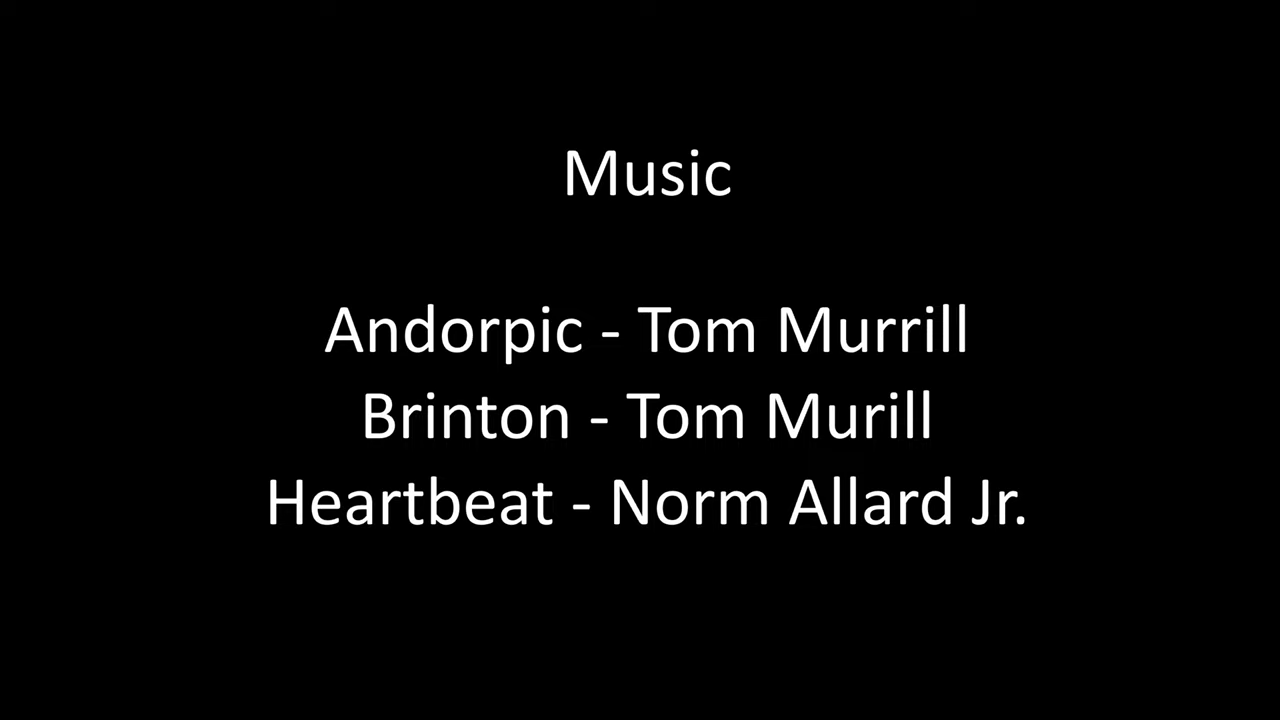 Music
Andorpic - Tom Murrill
Brinton - Tom Murill
Heartbeat - Norm Allard Jr.